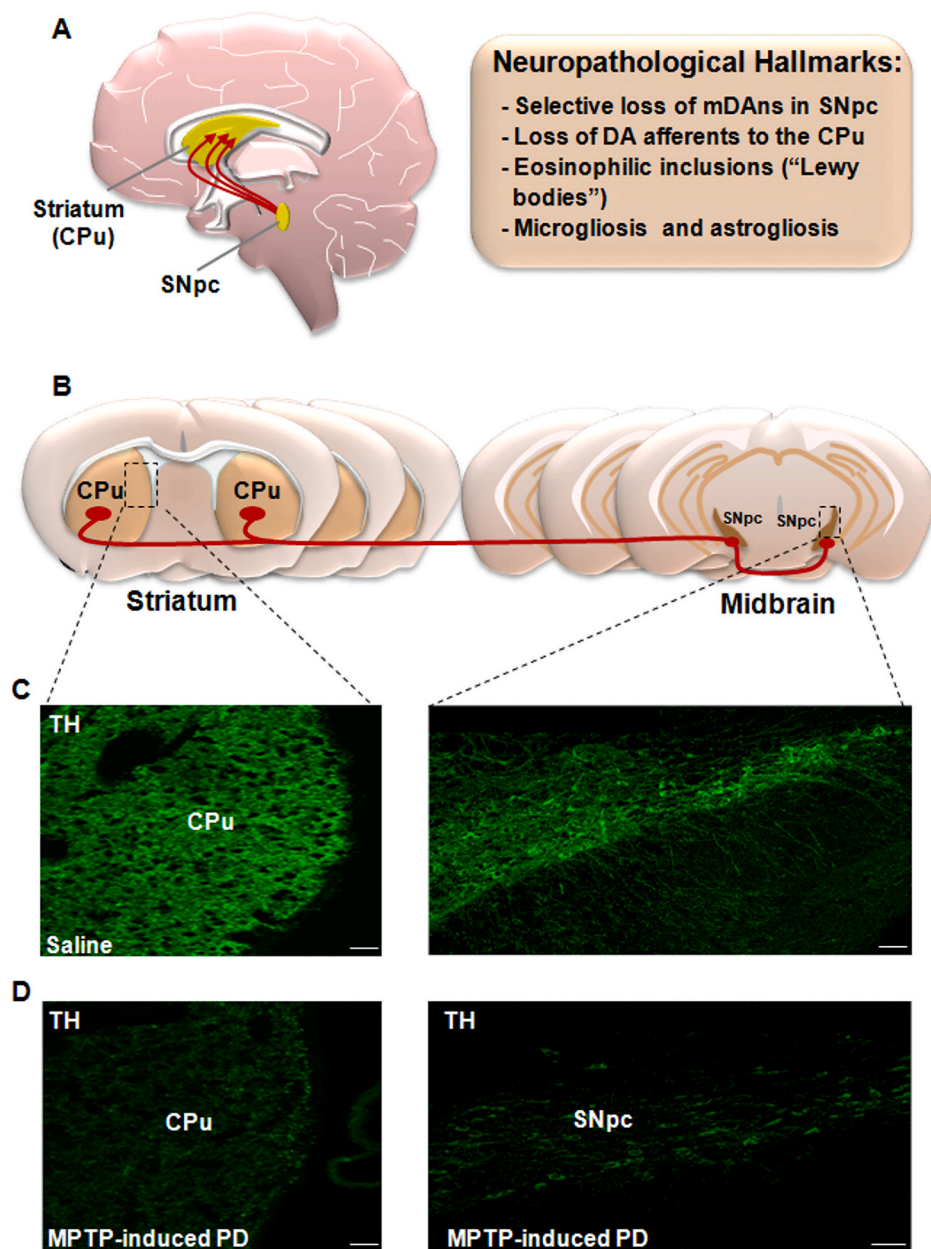 A
Neuropathological Hallmarks:
- Selective loss of mDAns in SNpc
- Loss of DA afferents to the CPu
- Eosinophilic inclusions (“Lewy
bodies”)
- Microgliosis and astrogliosis
Striatum
(CPu)
SNpc
B
CPu
CPu
SNpc
SNpc
Striatum
Midbrain
C
TH
CPu
Saline
D
TH
CPu
MPTP-induced PD
TH
SNpc
MPTP-induced PD